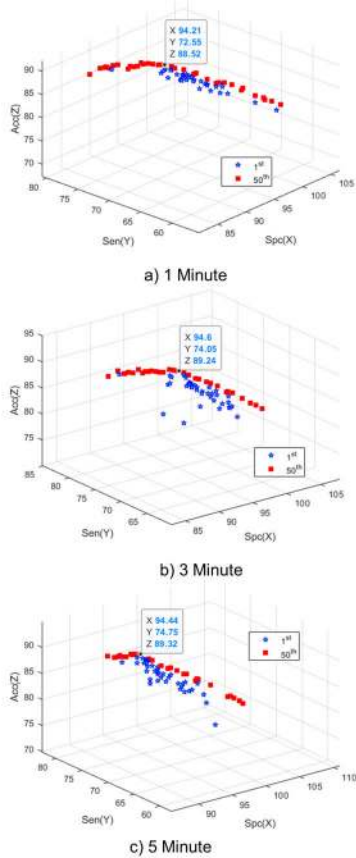 X 94.21
Y 72.55
Z 88.52
90
85
80
75
70
Acc(Z)
80
75
70
65
60
Sen(Y)
85
90
95
100
105
Spc(X)
1st
50th
a) 1 Minute
95
90
85
80
75
Acc(Z)
X 94.6
Y 74.05
Z 89.24
85
80
75
70
65
60
Sen(Y)
85
90
95
100
105
Spc(X)
1st
50th
b) 3 Minute
X 94.44
Y 74.75
Z 89.32
90
85
80
75
70
Acc(Z)
1st
50th
80
75
70
65
60
Sen(Y)
90
95
100
105
110
Spc(X)
c) 5 Minute